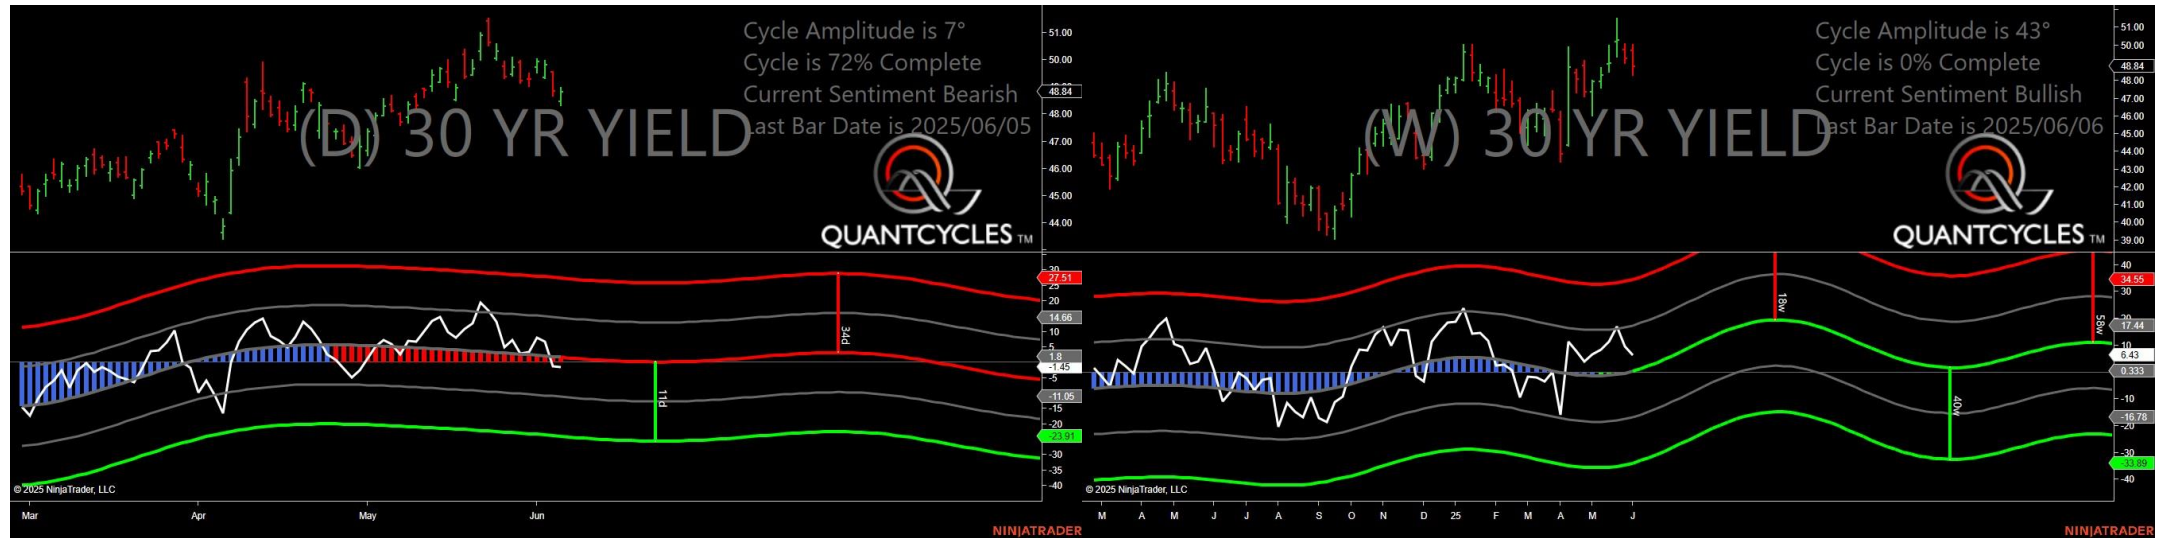 Cycle Amplitude is 7°
Cycle is 72% Complete
Current Sentiment Bearish
Last Bar Date is 2025/06/05
(D) 30 YR YIELD
QUANTCYCLES TM
51.00
50.00
48.84
48.00
47.00
46.00
45.00
44.00
30
27.51
25
20
14.66
10
5
1.8
-1.45
-5
-11.05
-15
-20
-23.91
-30
-35
-40
34d
11d
© 2025 NinjaTrader, LLC
Mar
Apr
May
Jun
NINJATRADER
Cycle Amplitude is 43°
Cycle is 0% Complete
Current Sentiment Bullish
Last Bar Date is 2025/06/06
(W) 30 YR YIELD
QUANTCYCLES TM
51.00
50.00
48.84
48.00
47.00
46.00
45.00
44.00
43.00
42.00
41.00
40.00
39.00
40
34.55
30
20
17.44
10
6.43
0.333
-10
-16.78
-20
-30
-33.89
-40
18w
58w
40w
© 2025 NinjaTrader, LLC
M A M J J A S O N D 25 F M A M J
NINJATRADER